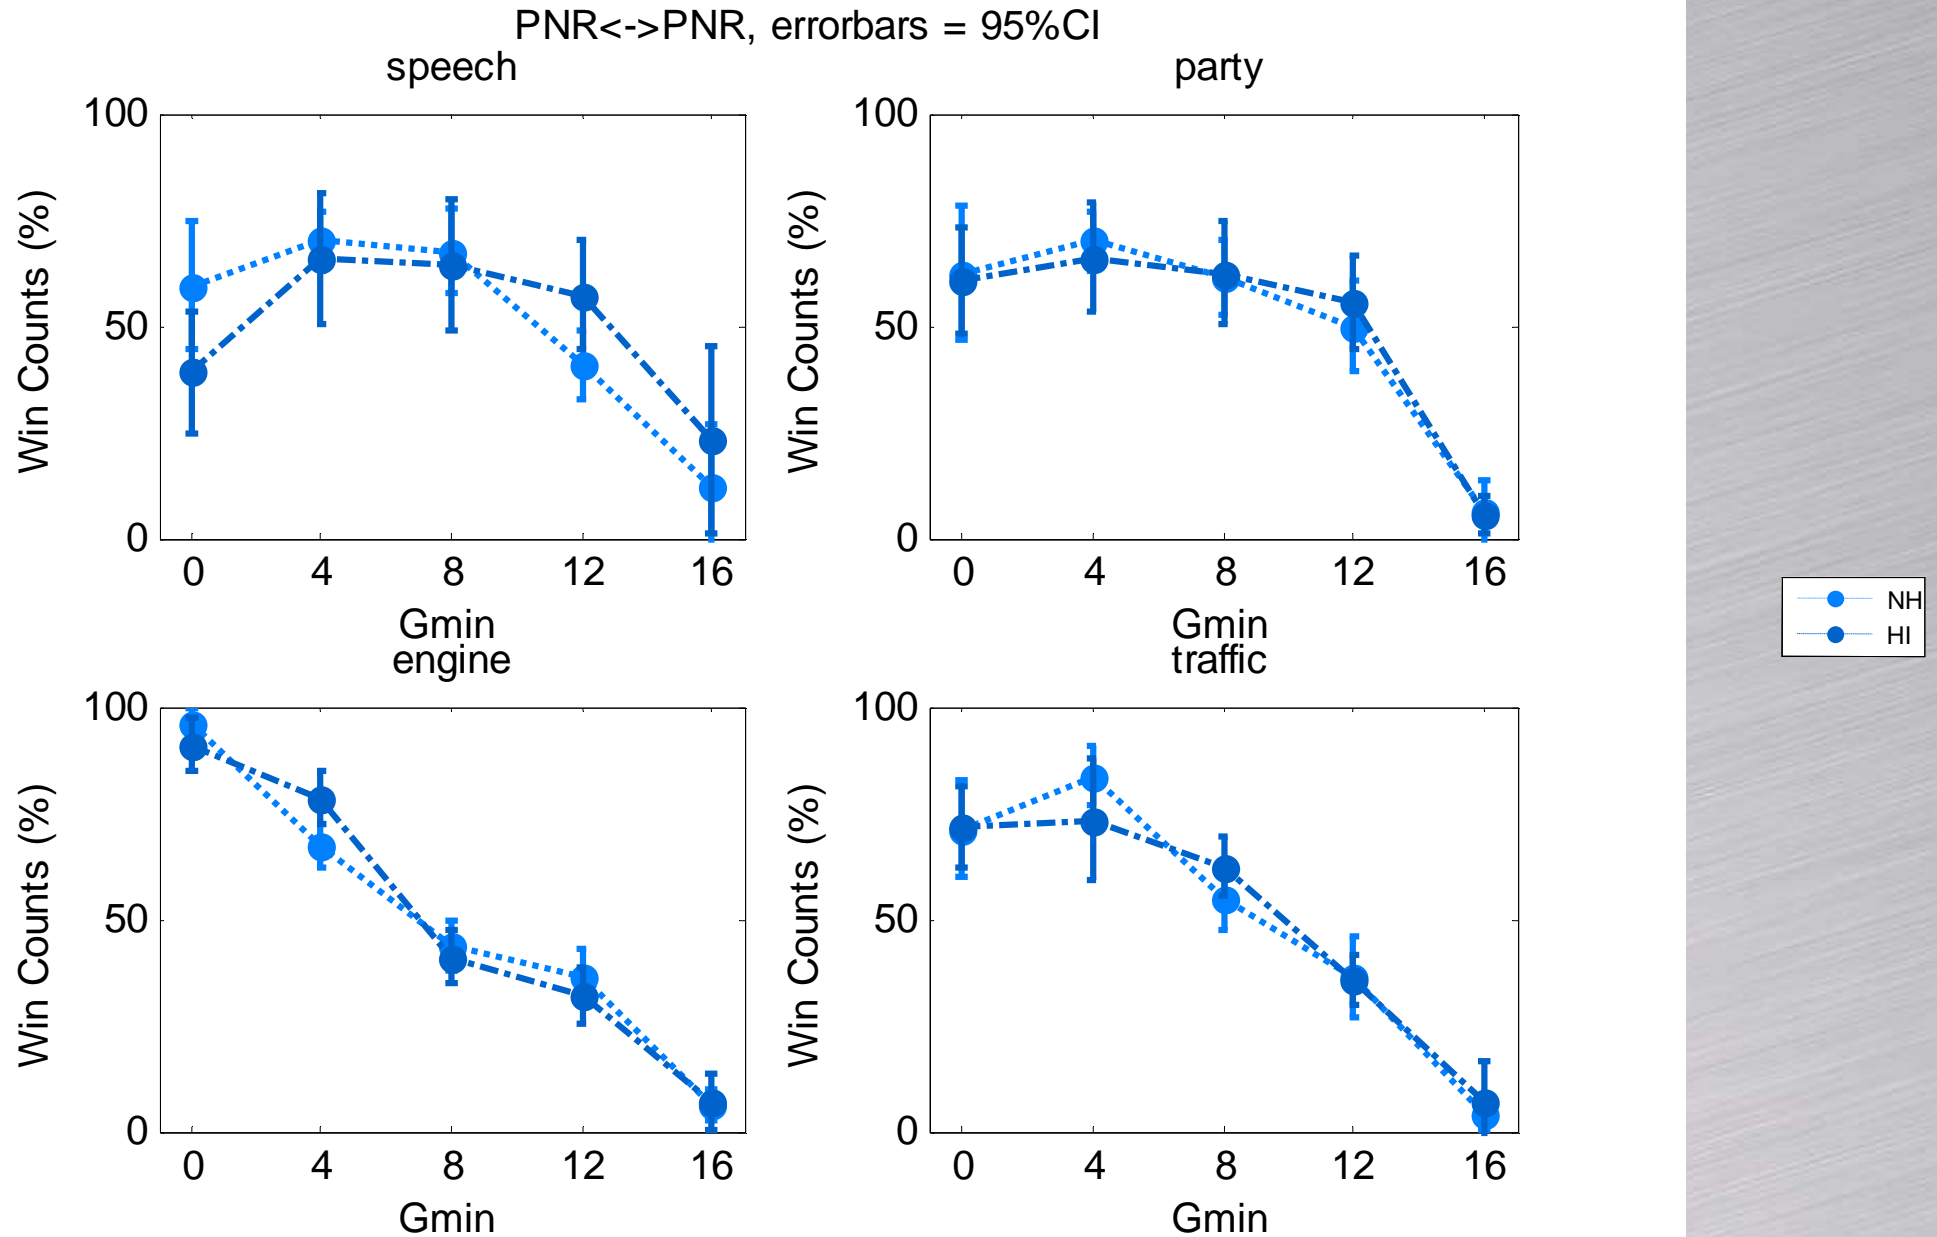 PNR<->PNR, errorbars = 95%CI
speech
100
50
0
Win Counts (%)
0 4 8 12 16
Gmin
party
100
50
0
Win Counts (%)
0 4 8 12 16
Gmin
NH
HI
engine
100
50
0
Win Counts (%)
0 4 8 12 16
Gmin
traffic
100
50
0
Win Counts (%)
0 4 8 12 16
Gmin